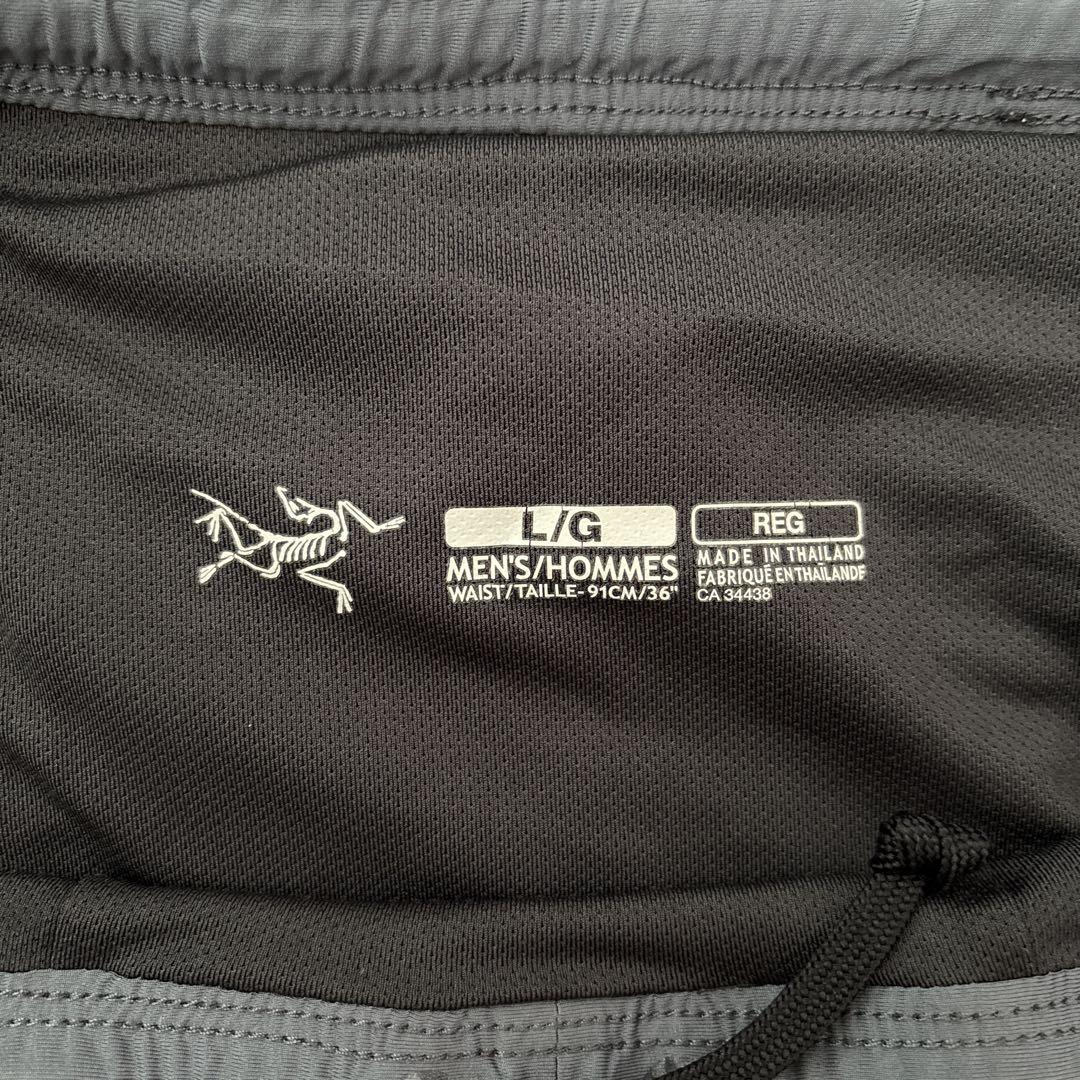 L/G
MEN'S/HOMMES
WAIST/TAILLE-91CM/36"
REG
MADE IN THAILAND
FABRIQUÉ EN THAÏLANDE
CA 34438